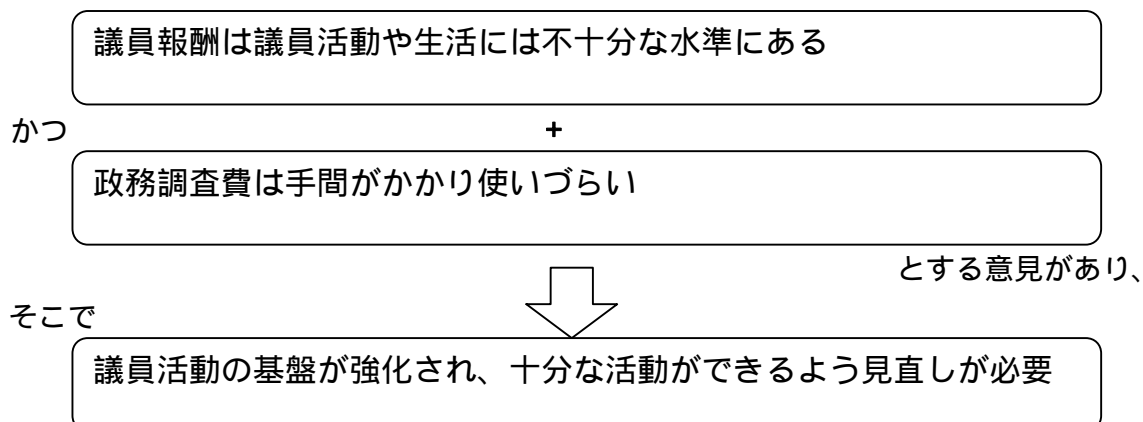 議員報酬は議員活動や生活には不十分な水準にある
かつ
+
政務調査費は手間がかかり使いづらい
とする意見があり、
そこで
議員活動の基盤が強化され、十分な活動ができるよう見直しが必要